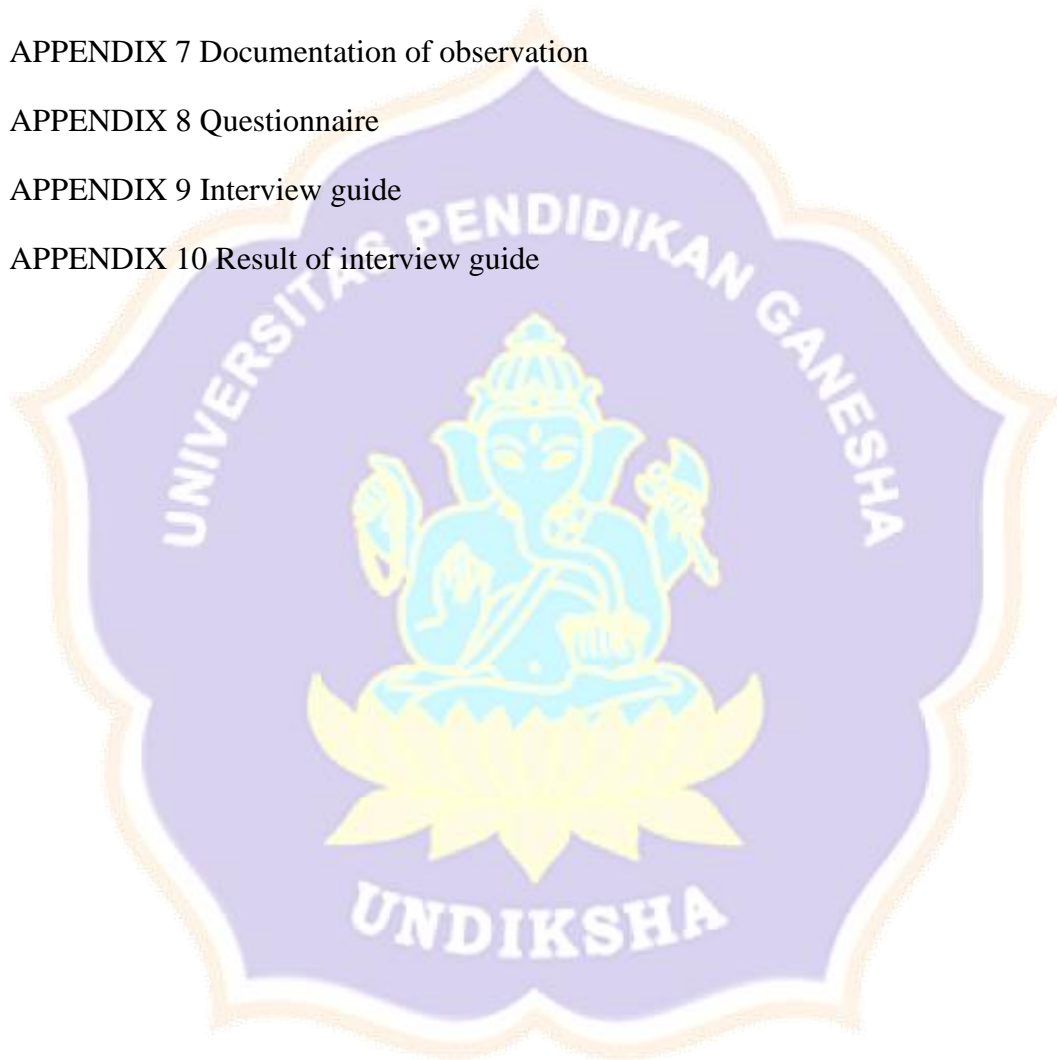 APPENDIX 7 Documentation of observation
APPENDIX 8 Questionnaire
APPENDIX 9 Interview guide
APPENDIX 10 Result of interview guide
UNIVERSITAS PENDIDIKAN GANESHA
UNDIKSHA